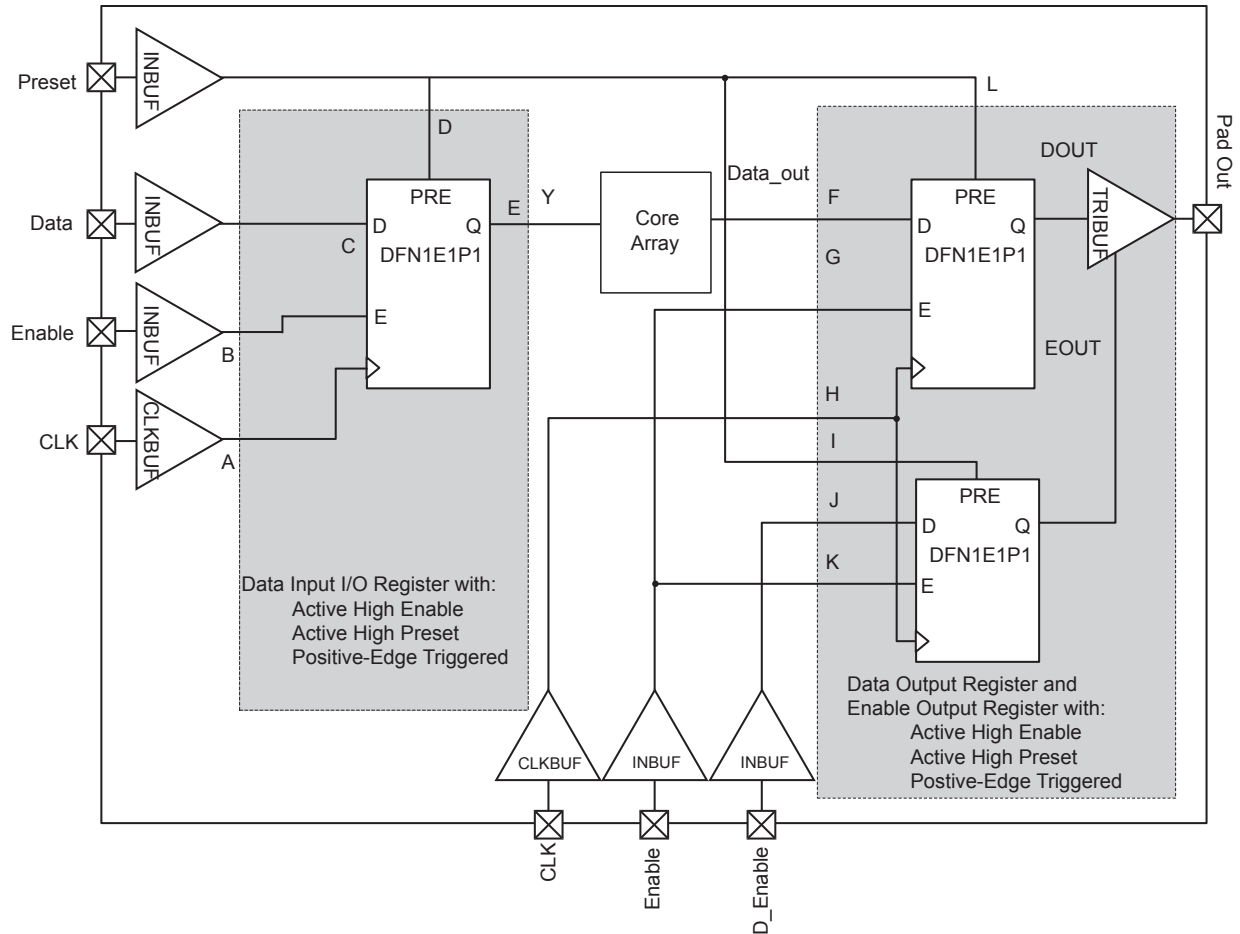 Preset
INBUF
L
D
Pad Out
DOUT
Data
INBUF
PRE
D
Q
C
DFN1E1P1
E
Y
Core
Array
Data_out
F
G
PRE
D
Q
DFN1E1P1
TRIBUF
Enable
INBUF
B
E
E
EOUT
CLK
CLKBUF
A
H
I
PRE
J
D
Q
DFN1E1P1
K
E
Data Input I/O Register with:
Active High Enable
Active High Preset
Positive-Edge Triggered
Data Output Register and
Enable Output Register with:
Active High Enable
Active High Preset
Postive-Edge Triggered
CLKBUF
INBUF
INBUF
CLK
Enable
D_Enable